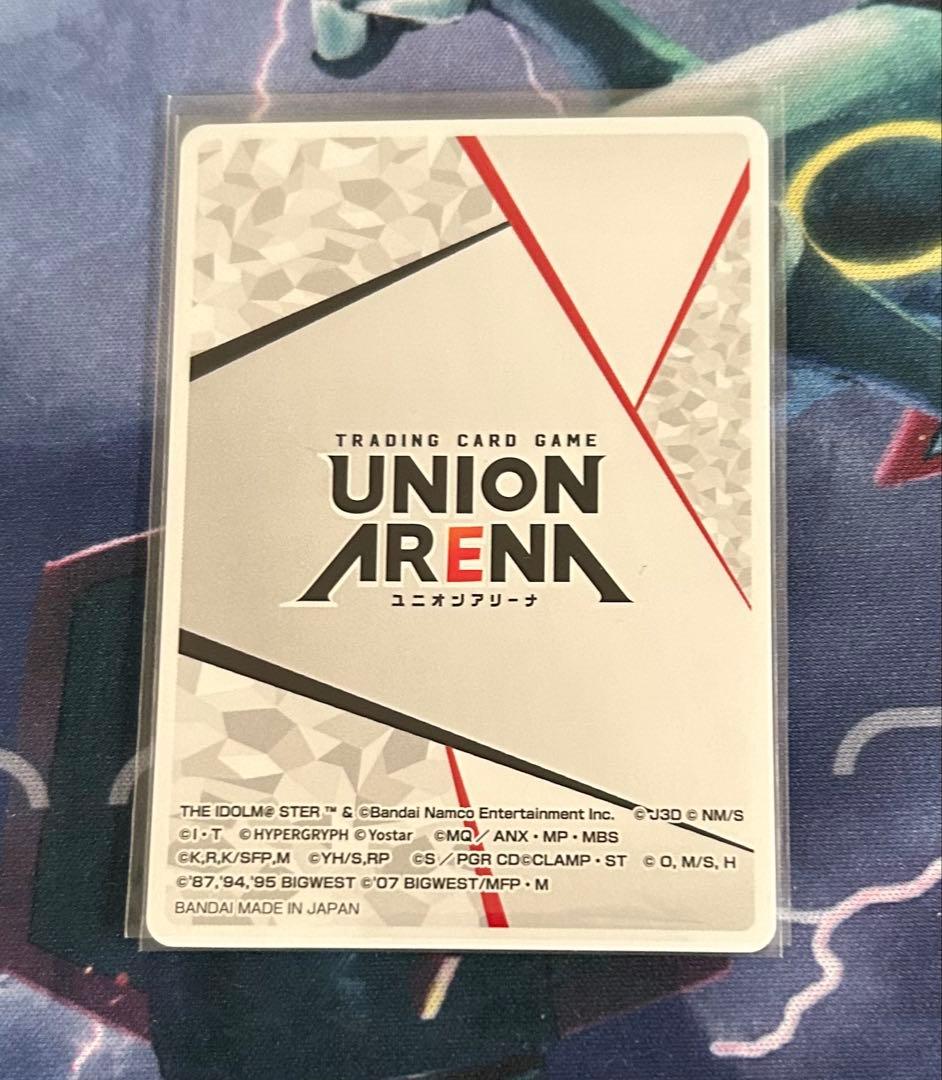 TRADING CARD GAME
UNION
ARENA
ユニオンアリーナ
THE IDOLM@STER™ & ©Bandai Namco Entertainment Inc. ©J3D © NM/S
©I・T ©HYPERGRYPH ©Yostar ©MQ／ANX・MP・MBS
©K,R,K/SFP,M ©YH/S,RP ©S／PGR CD©CLAMP・ST © O, M/S, H
©'87,'94,'95 BIGWEST ©'07 BIGWEST/MFP・M
BANDAI MADE IN JAPAN